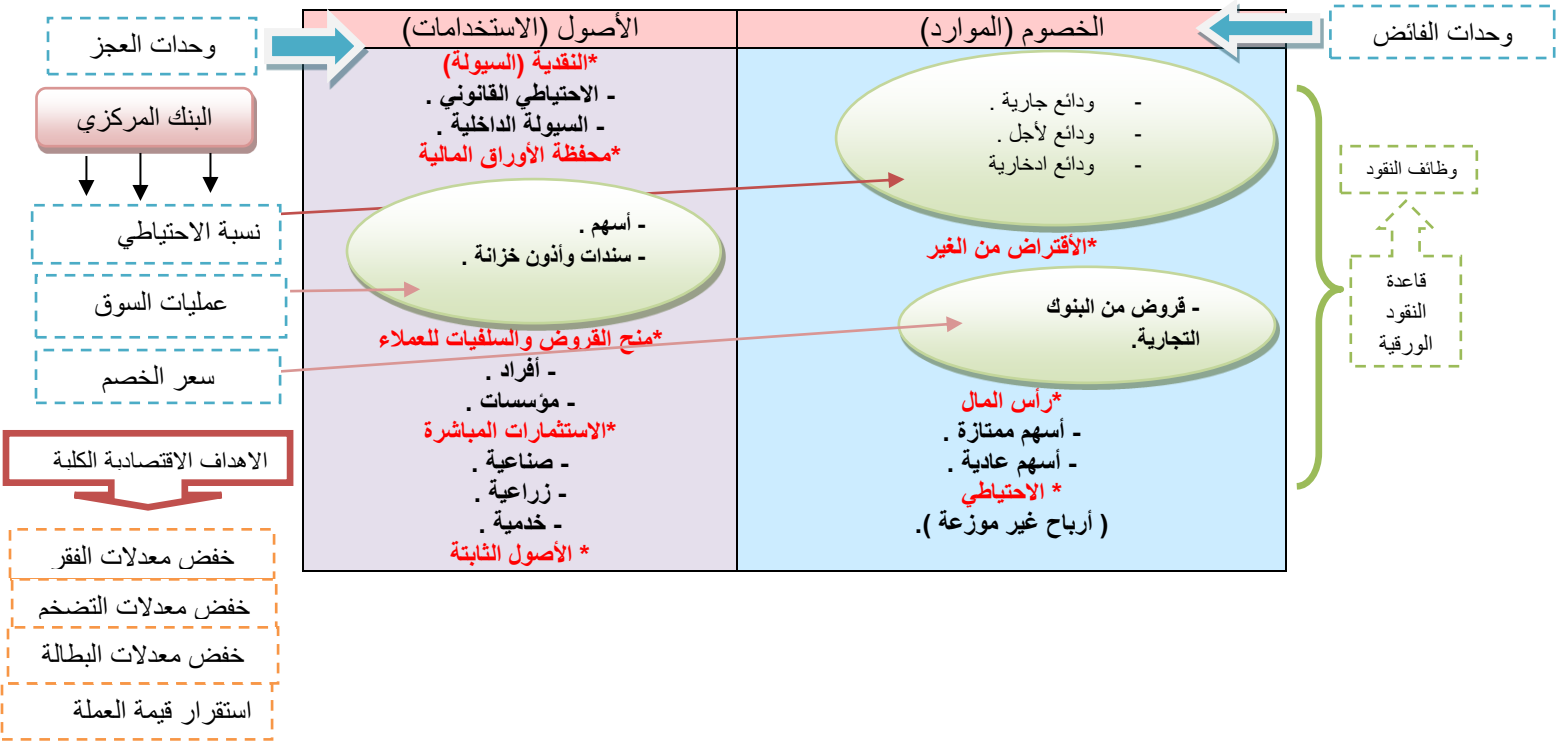 وحدات الفائض
الخصوم (الموارد)
الأصول (الاستخدامات)
وحدات العجز
- ودائع جارية .
- ودائع لأجل .
- ودائع ادخارية
*الأقتراض من الغير
- قروض من البنوك
التجارية.
*رأس المال
- أسهم ممتازة .
- أسهم عادية .
* الاحتياطي
( أرباح غير موزعة ).
وظائف النقود
قاعدة
النقود
الورقية
*النقدية (السيولة)
- الاحتياطي القانوني .
- السيولة الداخلية .
*محفظة الأوراق المالية
- أسهم .
- سندات وأذون خزانة .
*منح القروض والسلفيات للعملاء
- أفراد .
- مؤسسات .
*الاستثمارات المباشرة
- صناعية .
- زراعية .
- خدمية .
* الأصول الثابتة
البنك المركزي
نسبة الاحتياطي
عمليات السوق
سعر الخصم
الاهداف الاقتصادية الكلية
خفض معدلات الفقر
خفض معدلات التضخم
خفض معدلات البطالة
استقرار قيمة العملة